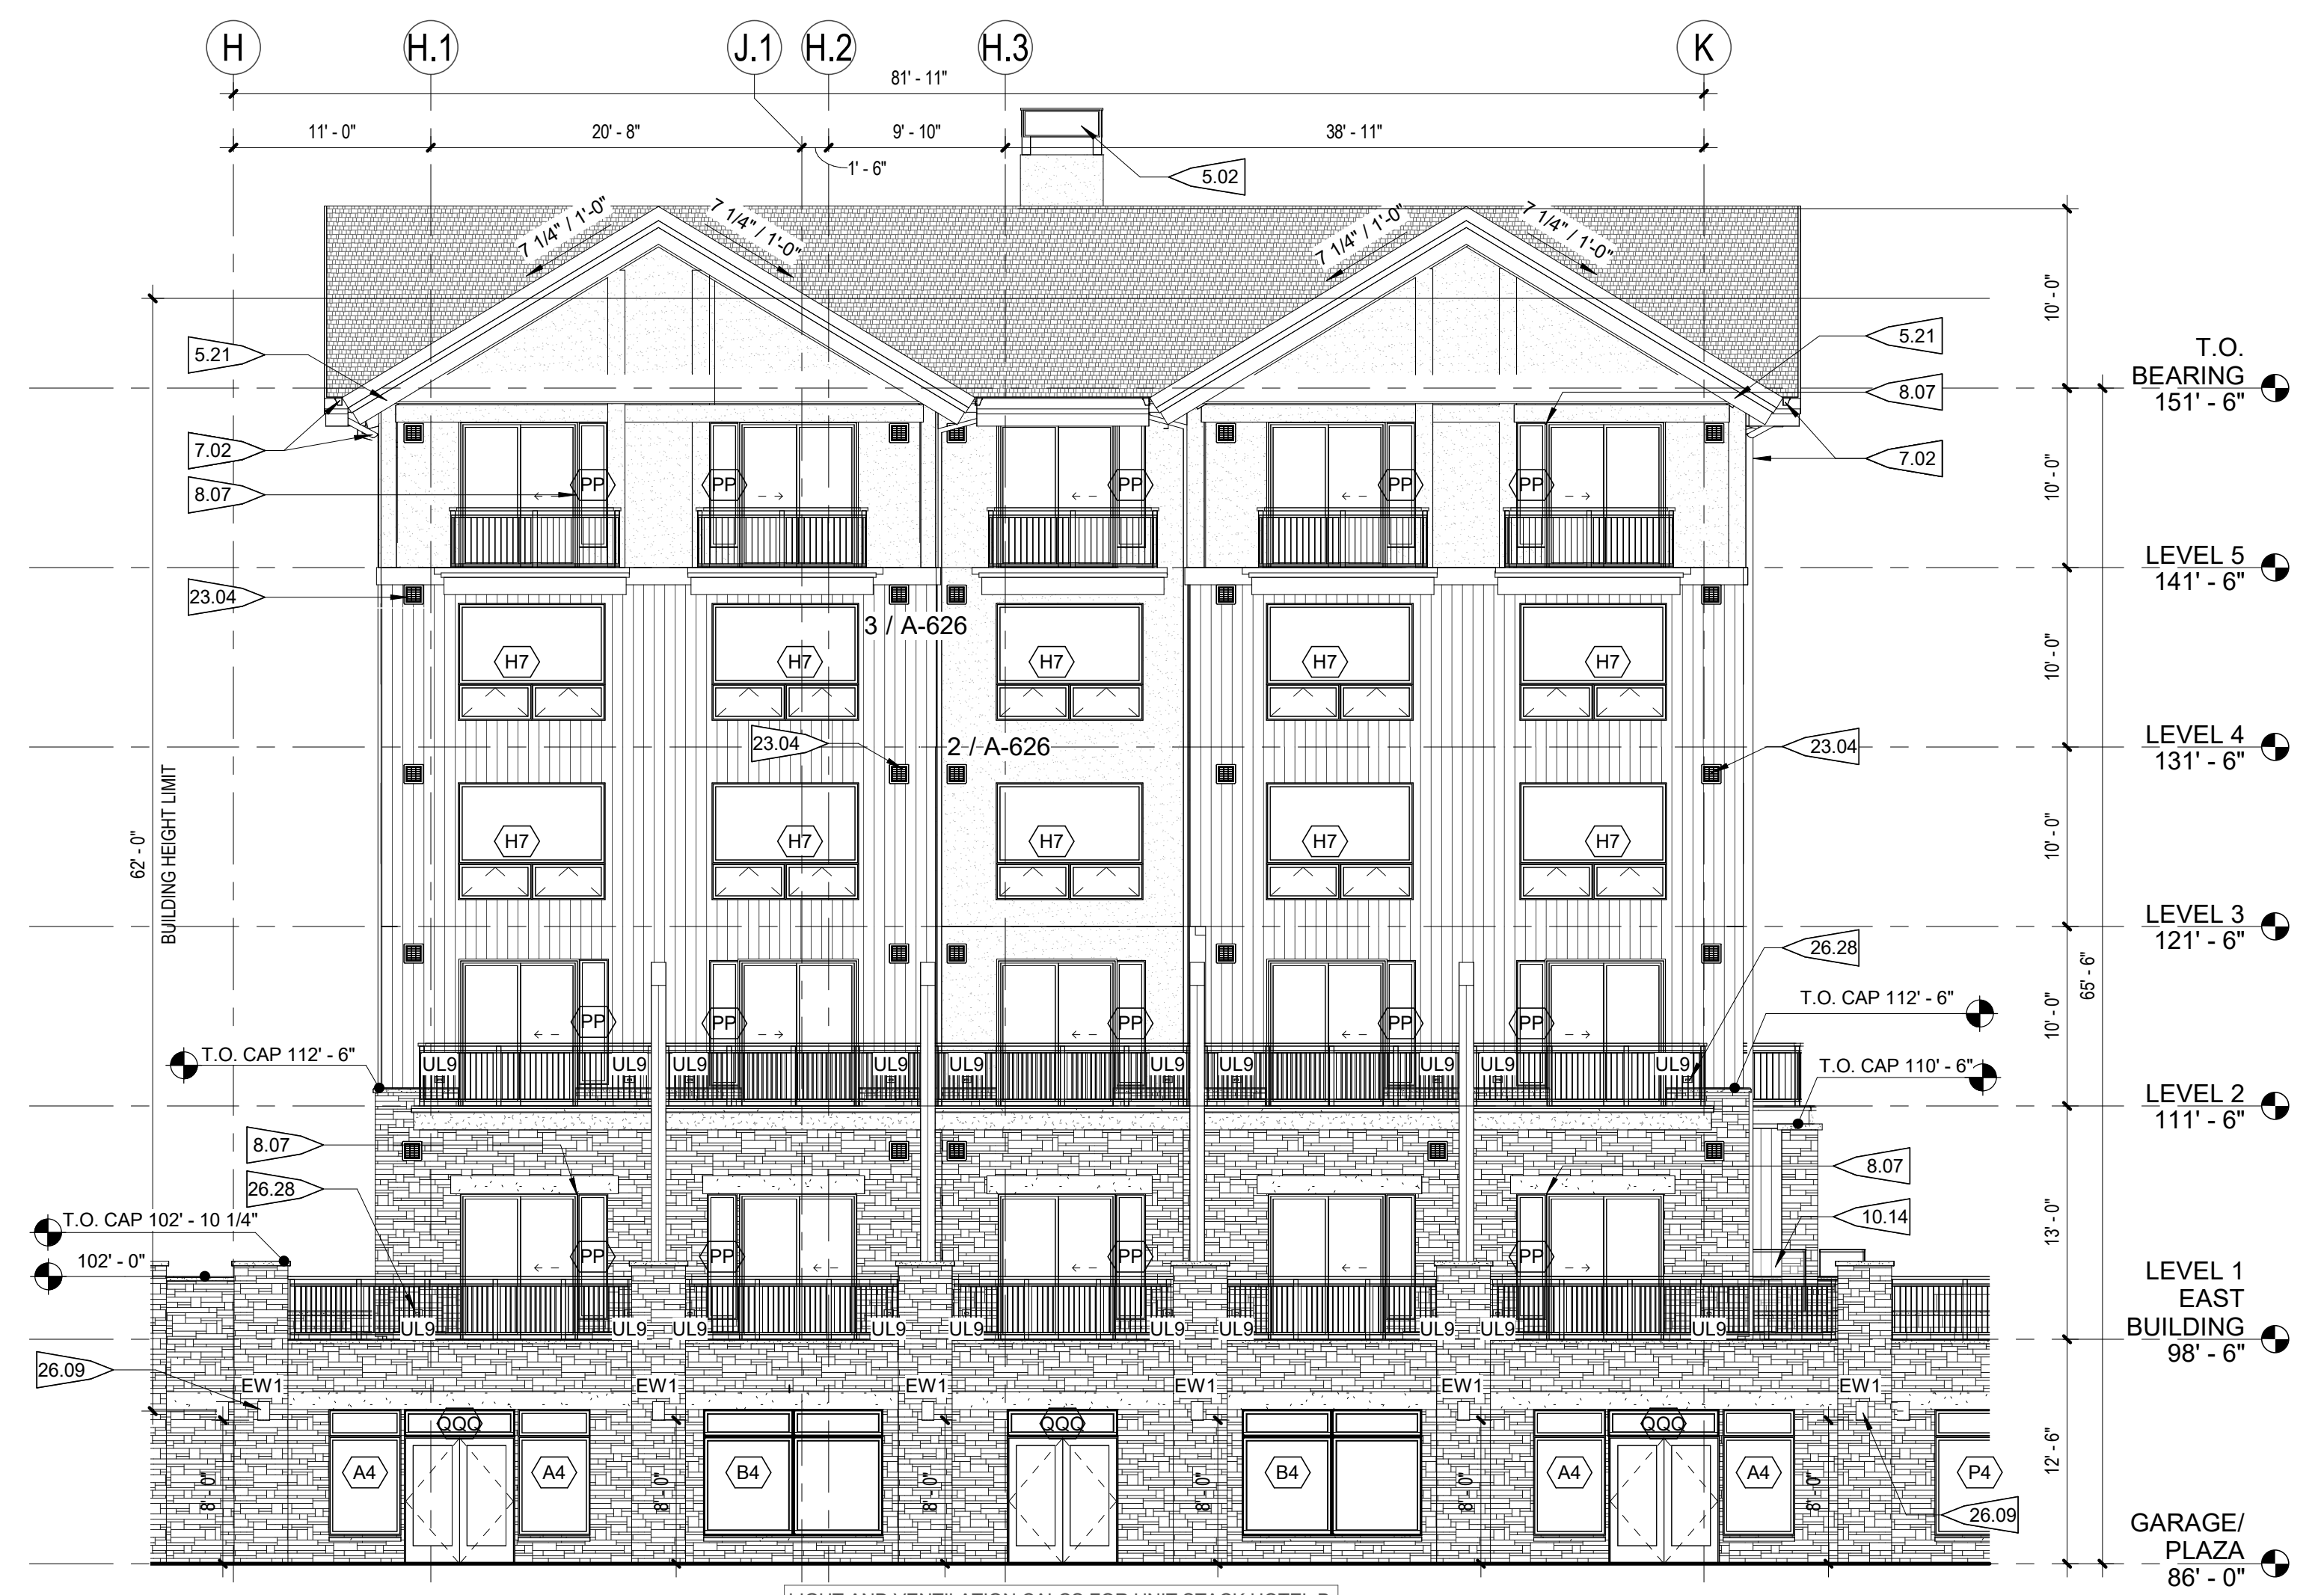 H H.1 J.1 H.2 H.3 K
81' - 11"
11' - 0" 20' - 8" 9' - 10" 38' - 11"
1' - 6"
5.02
7 1/4" / 1'-0" 7 1/4" / 1'-0" 7 1/4" / 1'-0" 7 1/4" / 1'-0"
10' - 0"
5.21 5.21
T.O.
BEARING
151' - 6"
8.07
7.02 7.02
8.07 PP PP PP PP PP
10' - 0"
LEVEL 5
141' - 6"
23.04
3 / A-626
H7 H7 H7 H7 H7
10' - 0"
23.04 2 / A-626 23.04
LEVEL 4
131' - 6"
62' - 0"
BUILDING HEIGHT LIMIT
H7 H7 H7 H7 H7
10' - 0"
LEVEL 3
121' - 6"
26.28
65' - 6"
T.O. CAP 112' - 6"
PP PP PP PP PP
10' - 0"
T.O. CAP 112' - 6"
UL9 UL9 UL9 UL9 UL9 UL9 UL9 UL9 UL9 UL9
T.O. CAP 110' - 6"
LEVEL 2
111' - 6"
8.07 8.07
26.28
10.14
T.O. CAP 102' - 10 1/4"
13' - 0"
102' - 0"
PP PP PP PP
LEVEL 1
EAST
BUILDING
98' - 6"
UL9 UL9 UL9 UL9 UL9 UL9 UL9 UL9 UL9 UL9
26.09
EW1 EW1 EW1 EW1 EW1 EW1
QQQ QQQ QQQ
A4 A4 B4 B4 A4 A4 P4
8' - 0" 8' - 0" 8' - 0" 8' - 0" 8' - 0" 8' - 0"
12' - 6"
26.09
GARAGE/
PLAZA
86' - 0"